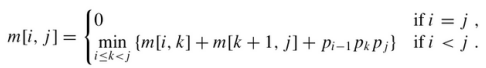 m[i, j] = { 0 if i = j ,
min_{i≤k<j} {m[i, k] + m[k + 1, j] + p_{i−1} p_k p_j} if i < j .